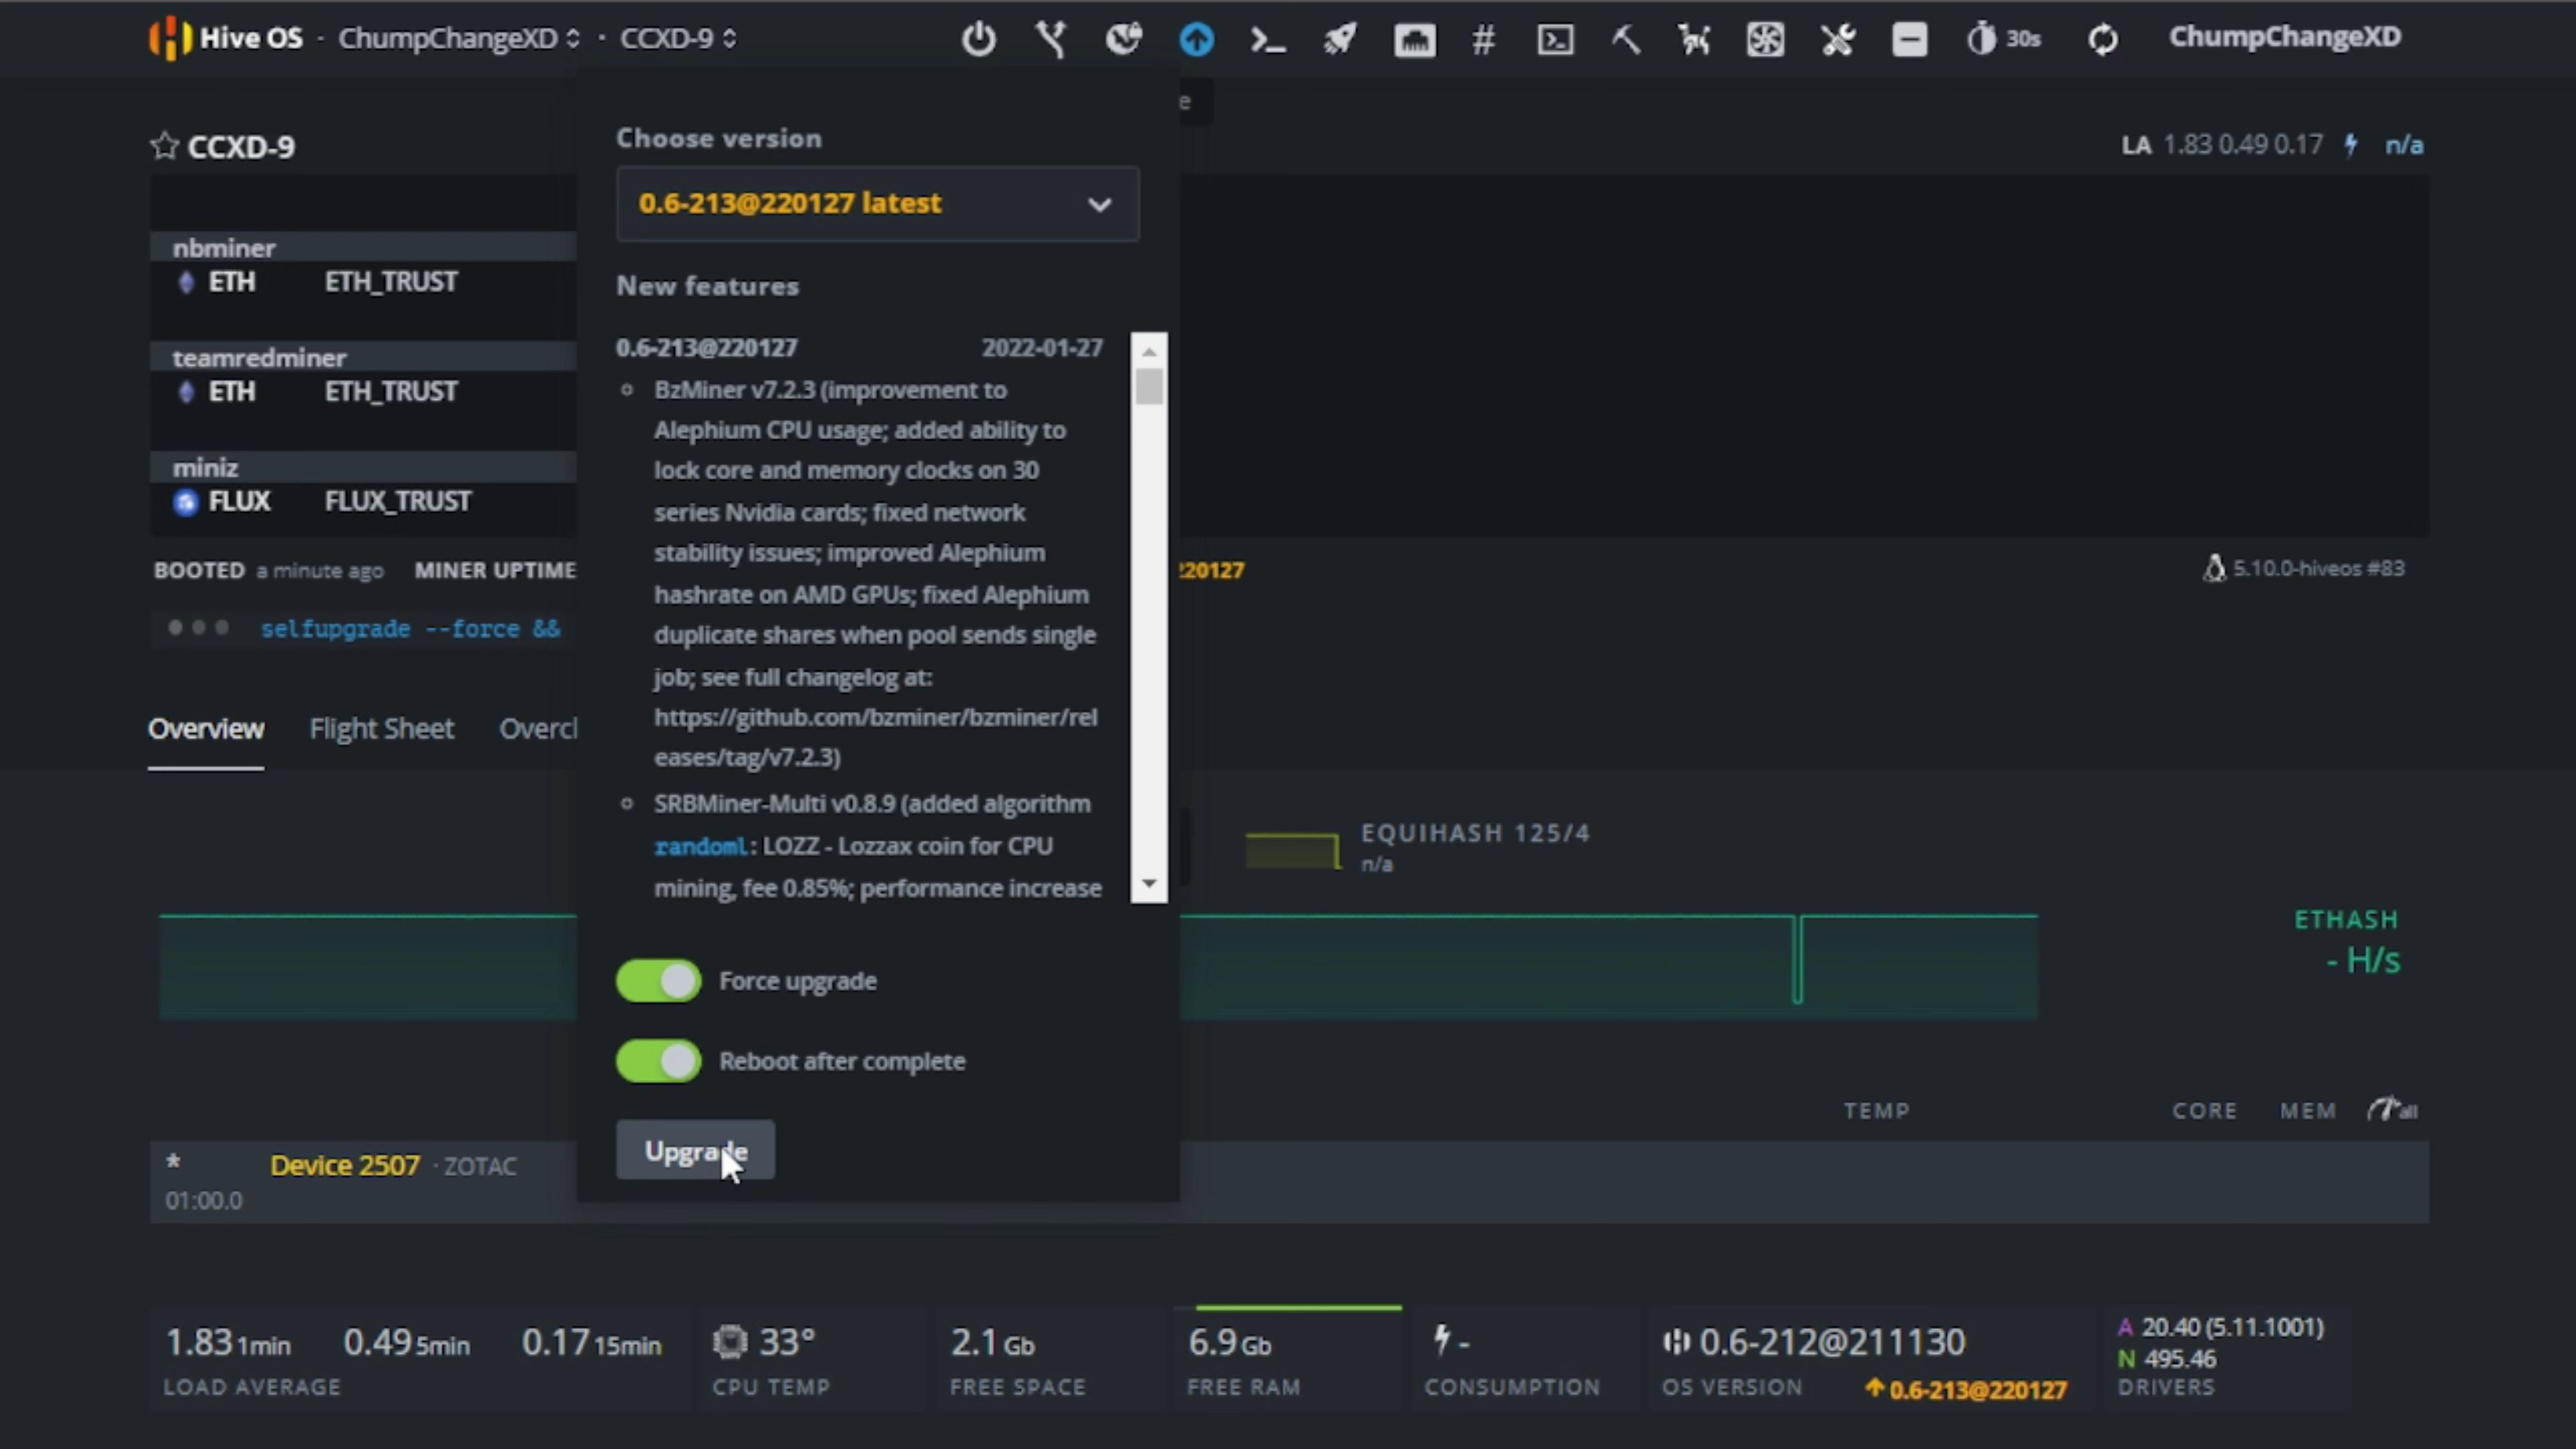 Hive OS · ChumpChangeXD · CCXD-9
30s
ChumpChangeXD
CCXD-9
LA 1.83 0.49 0.17 n/a
nbminer
ETH ETH_TRUST
teamredminer
ETH ETH_TRUST
miniz
FLUX FLUX_TRUST
BOOTED a minute ago MINER UPTIME
220127
5.10.0-hiveos #83
selfupgrade --force &&
Overview Flight Sheet Overcl
Choose version
0.6-213@220127 latest
New features
0.6-213@220127 2022-01-27
BzMiner v7.2.3 (improvement to
Alephium CPU usage; added ability to
lock core and memory clocks on 30
series Nvidia cards; fixed network
stability issues; improved Alephium
hashrate on AMD GPUs; fixed Alephium
duplicate shares when pool sends single
job; see full changelog at:
https://github.com/bzminer/bzminer/rel
eases/tag/v7.2.3)
SRBMiner-Multi v0.8.9 (added algorithm
randoml: LOZZ - Lozzax coin for CPU
mining, fee 0.85%; performance increase
Force upgrade
Reboot after complete
Upgrade
e
EQUIHASH 125/4
n/a
ETHASH
- H/s
TEMP CORE MEM all
* Device 2507 · ZOTAC
01:00.0
1.83 1min 0.49 5min 0.17 15min
LOAD AVERAGE
33°
CPU TEMP
2.1 Gb
FREE SPACE
6.9 Gb
FREE RAM
-
CONSUMPTION
0.6-212@211130
OS VERSION 0.6-213@220127
A 20.40 (5.11.1001)
N 495.46
DRIVERS